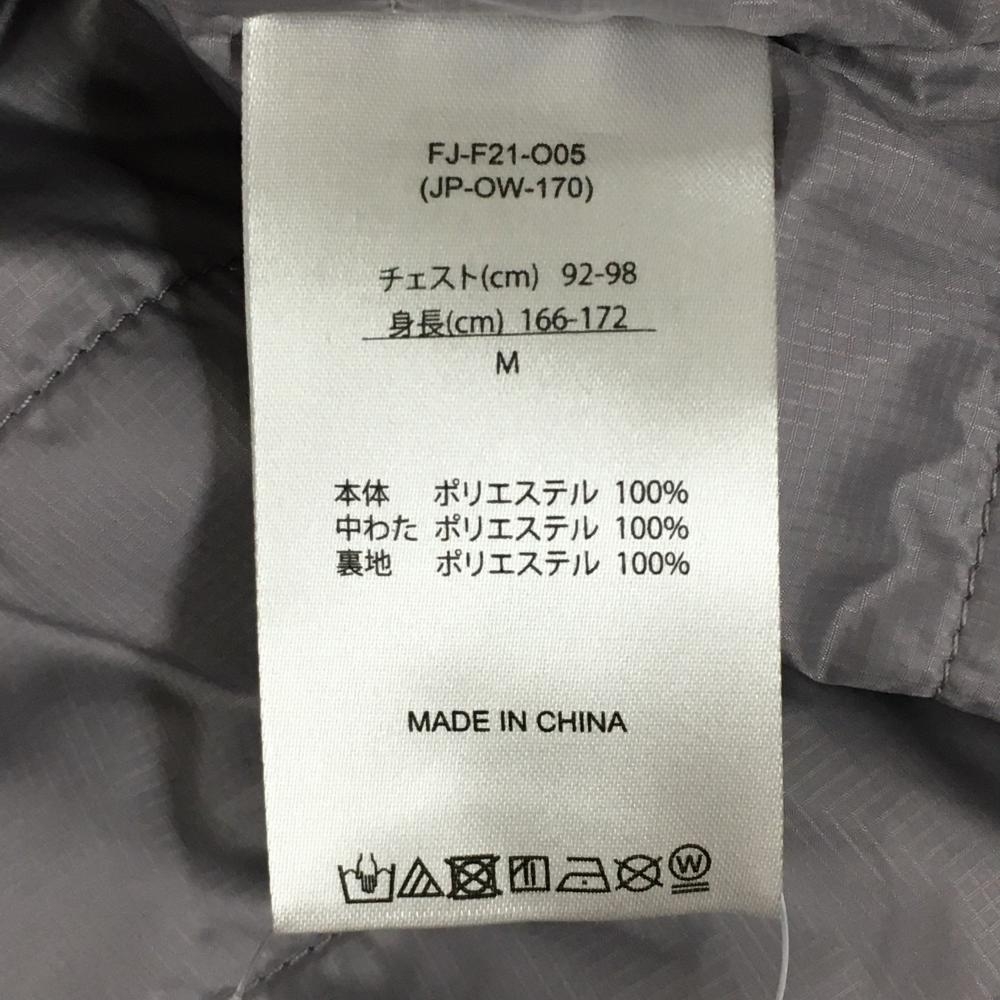 FJ-F21-O05
(JP-OW-170)
チェスト(cm) 92-98
身長(cm) 166-172
M
本体 ポリエステル 100%
中わた ポリエステル 100%
裏地 ポリエステル 100%
MADE IN CHINA
W